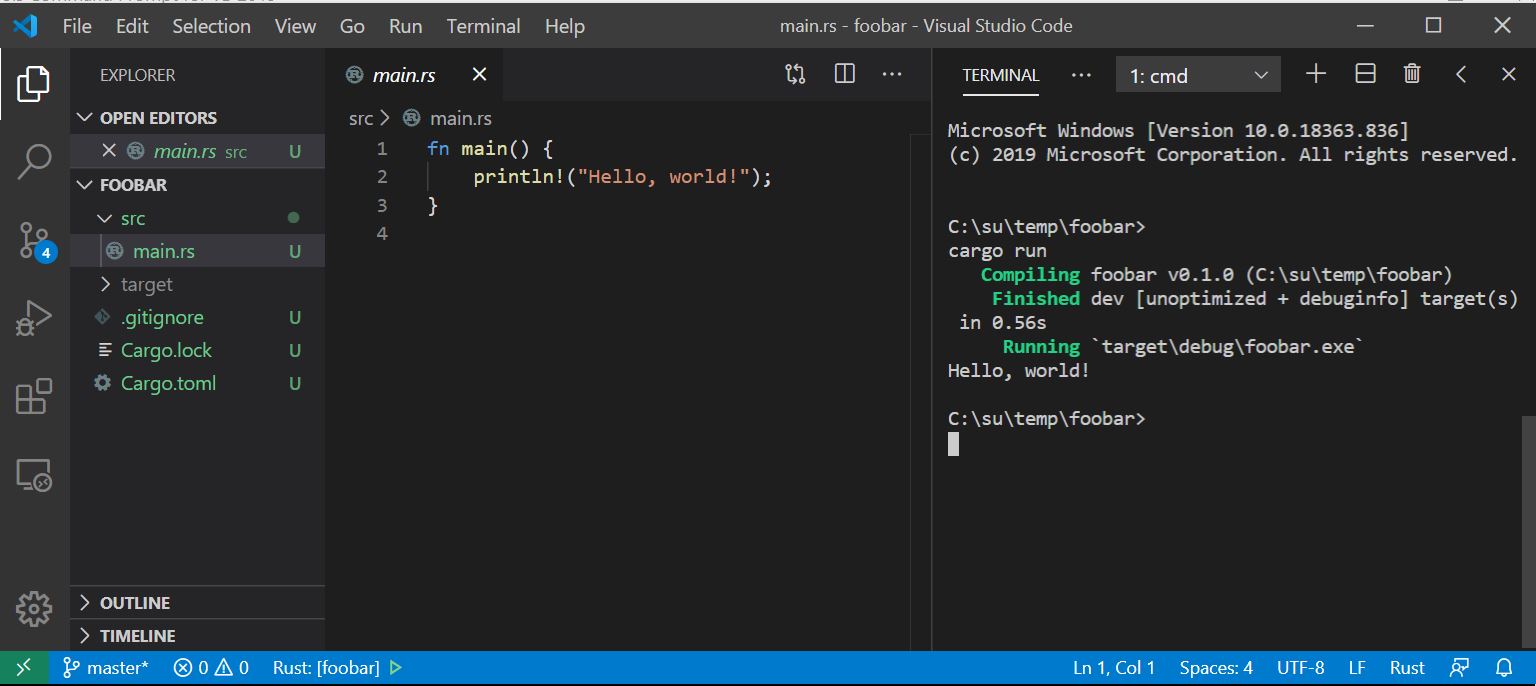 File Edit Selection View Go Run Terminal Help main.rs - foobar - Visual Studio Code
EXPLORER
OPEN EDITORS
main.rs src U
FOOBAR
src
main.rs U
target
.gitignore U
Cargo.lock U
Cargo.toml U
OUTLINE
TIMELINE
4
main.rs
src > main.rs
1 fn main() {
2 println!("Hello, world!");
3 }
4
TERMINAL ··· 1: cmd
Microsoft Windows [Version 10.0.18363.836]
(c) 2019 Microsoft Corporation. All rights reserved.
C:\su\temp\foobar>
cargo run
Compiling foobar v0.1.0 (C:\su\temp\foobar)
Finished dev [unoptimized + debuginfo] target(s)
in 0.56s
Running `target\debug\foobar.exe`
Hello, world!
C:\su\temp\foobar>
master* 0 0 Rust: [foobar] Ln 1, Col 1 Spaces: 4 UTF-8 LF Rust